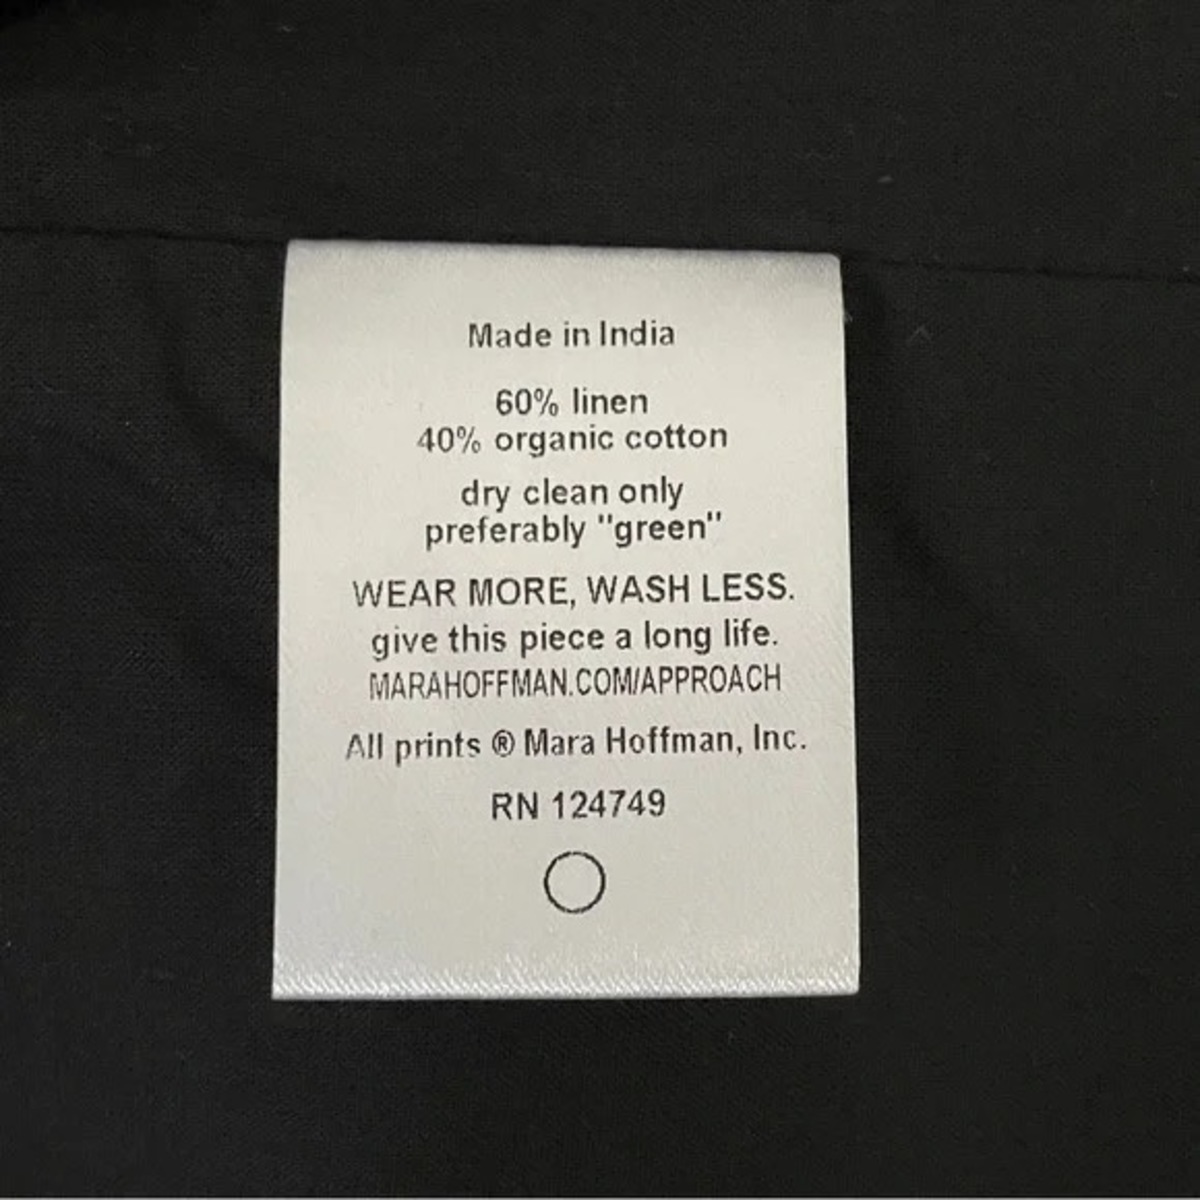 Made in India
60% linen
40% organic cotton
dry clean only
preferably "green"
WEAR MORE, WASH LESS.
give this piece a long life.
MARAHOFFMAN.COM/APPROACH
All prints ® Mara Hoffman, Inc.
RN 124749